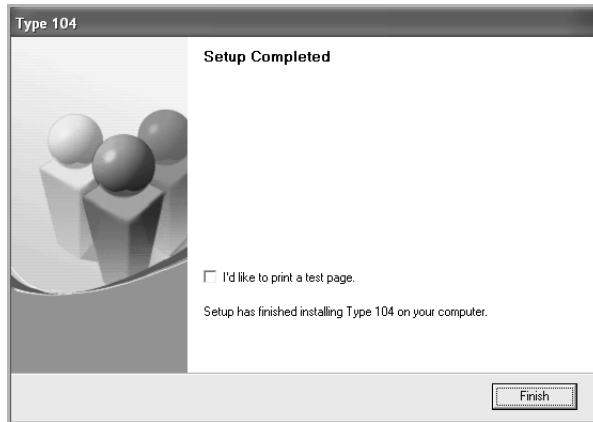 Type 104
Setup Completed
I'd like to print a test page.
Setup has finished installing Type 104 on your computer.
Finish